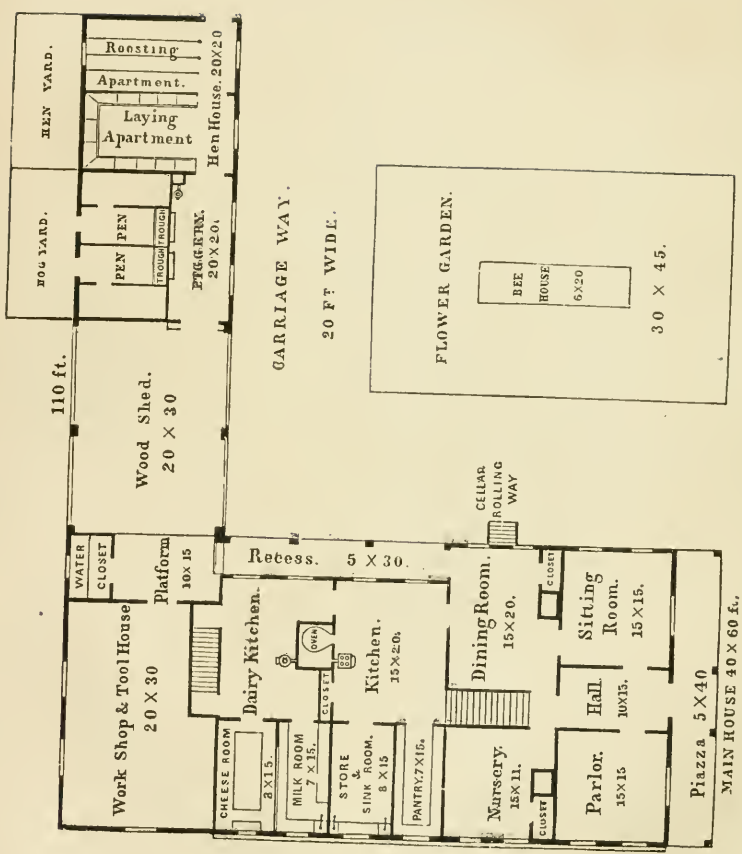 HEN YARD.
Roosting
Apartment.
Laying
Apartment
Hen House. 20X20
HOG YARD.
PEN
PEN
TROUGH
TROUGH
PIGGERY.
20 X 20.
110 ft.
Wood Shed.
20 X 30
CARRIAGE WAY.
20 FT WIDE.
FLOWER GARDEN.
BEE
HOUSE
6X20
30 X 45.
WATER
CLOSET
Platform
10X15
Work Shop & Tool House
20 X 30
Recess. 5 X 30.
CELLAR
ROLLING
WAY
Dairy Kitchen.
OVEN
CHEESE ROOM
8X15.
MILK ROOM
7 X 15.
CLOSET
Kitchen.
15X20.
STORE
&
SINK ROOM.
8 X 15
PANTRY. 7X15.
Dining Room.
15X20.
CLOSET
Nursery.
15X11.
CLOSET
Sitting
Room.
15X15.
Hall.
10X15.
Parlor.
15X15
Piazza 5X40
MAIN HOUSE 40 X 60 ft.